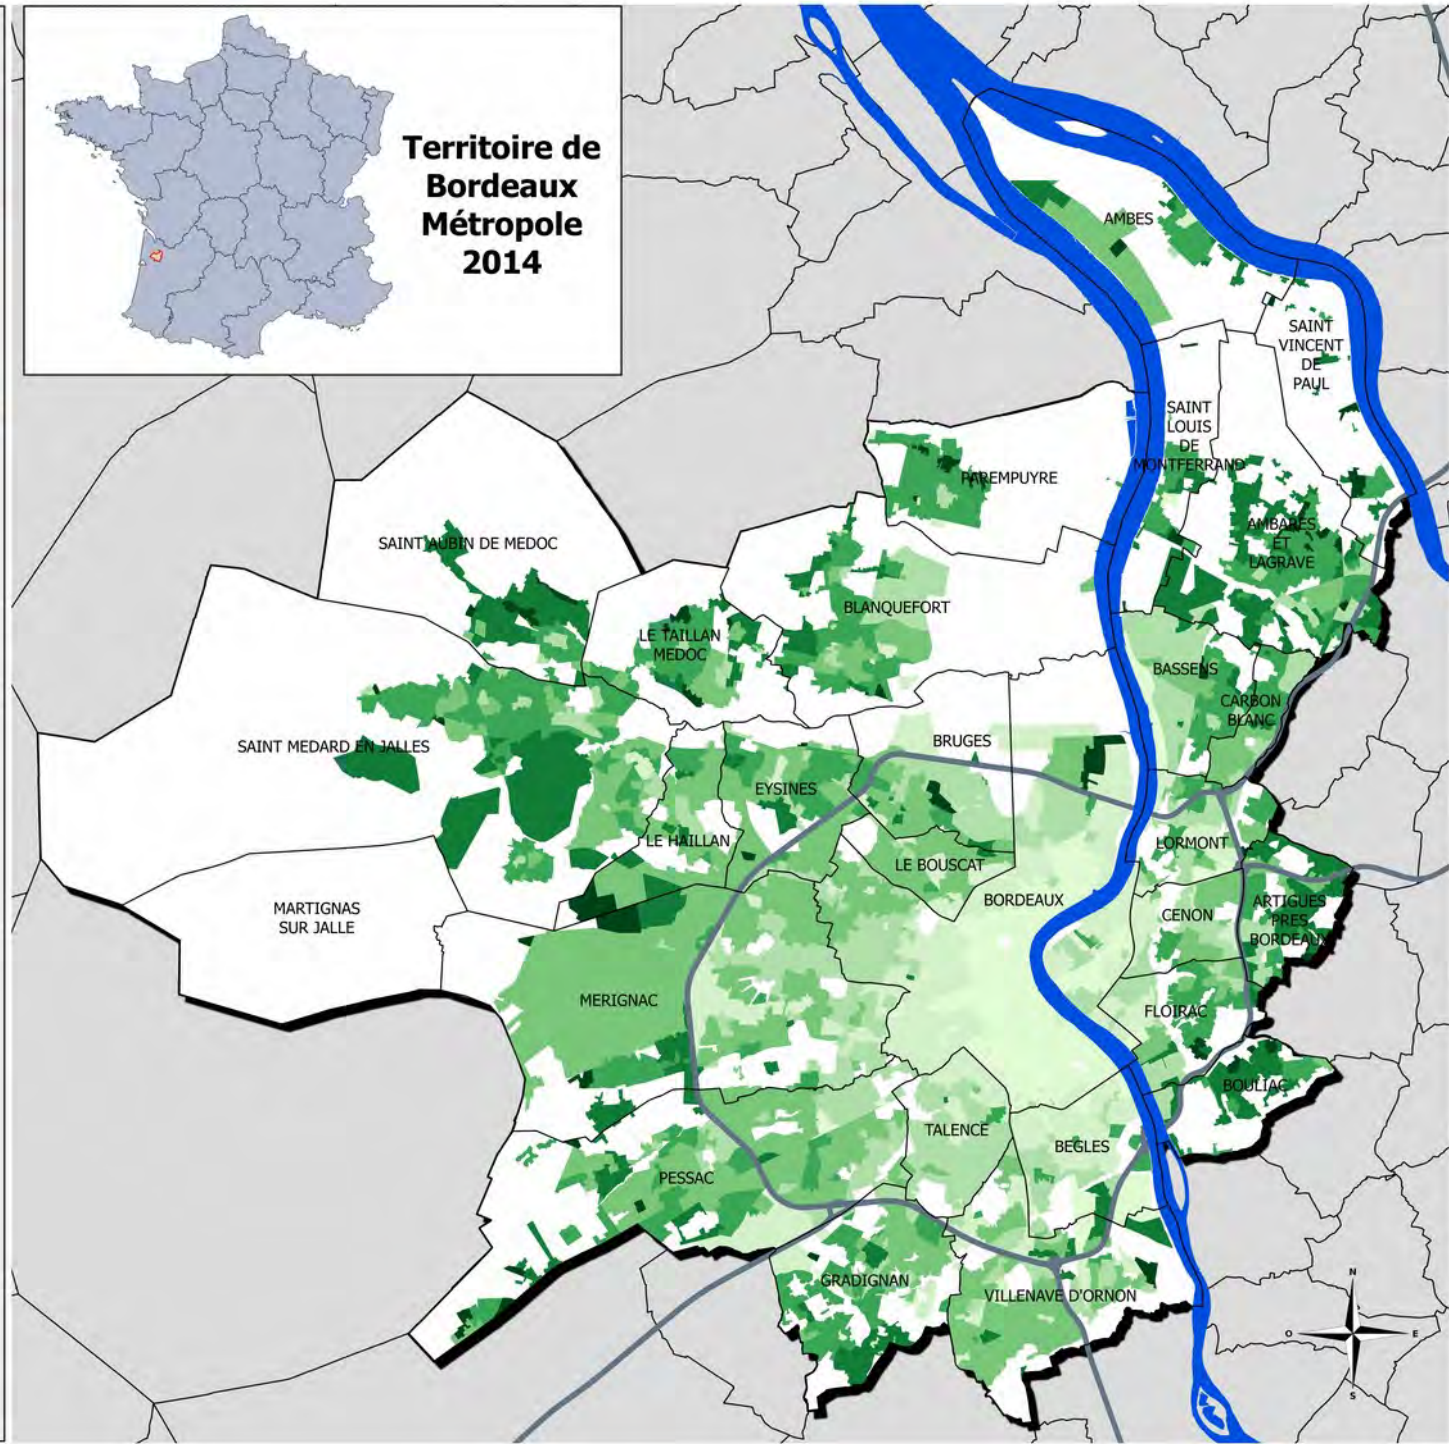 Territoire de
Bordeaux
Métropole
2014
AMBES
SAINT
VINCENT
DE
PAUL
SAINT
LOUIS
DE
MONTFERRAND
PAREMPUYRE
AMBARES
ET
LAGRAVE
SAINT AUBIN DE MEDOC
BLANQUEFORT
LE TAILLAN
MEDOC
BASSENS
CARBON
BLANC
SAINT MEDARD EN JALLES
BRUGES
EYSINES
LE HAILLAN
LORMONT
LE BOUSCAT
BORDEAUX
MARTIGNAS
SUR JALLE
CENON
ARTIGUES
PRES
BORDEAUX
MERIGNAC
FLOIRAC
BOULIAC
TALENCE
BEGLES
PESSAC
GRADIGNAN
VILLENAVE D'ORNON
N
O
E
S